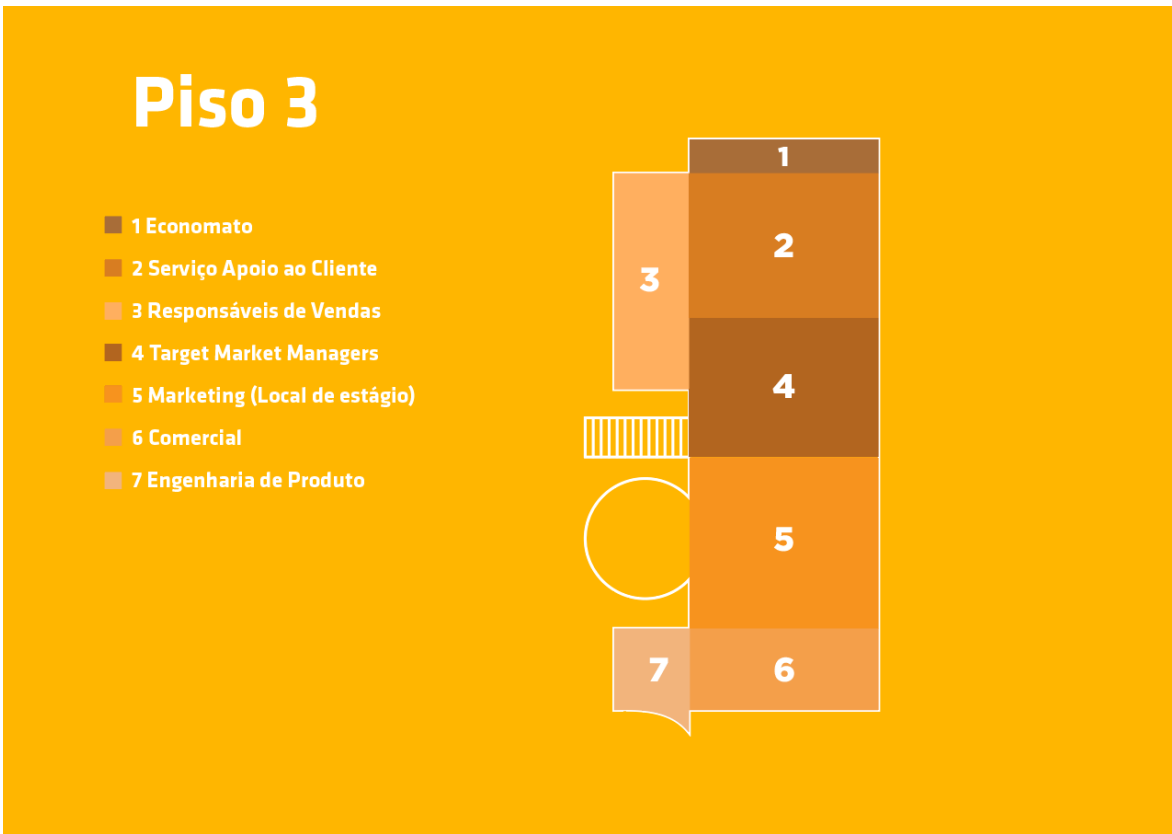 Piso 3
1 Economato
2 Serviço Apoio ao Cliente
3 Responsáveis de Vendas
4 Target Market Managers
5 Marketing (Local de estágio)
6 Comercial
7 Engenharia de Produto
1
2
3
4
5
7 6